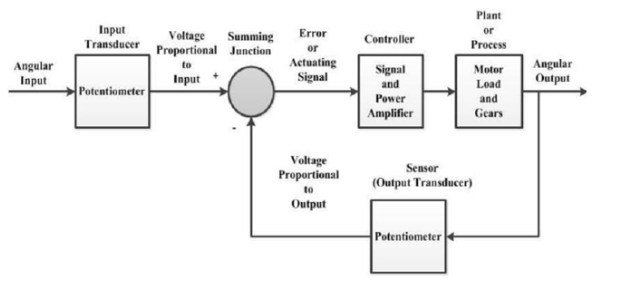 Angular
Input
Input
Transducer
Potentiometer
Voltage
Proportional
to
Input
+
-
Summing
Junction
Error
or
Actuating
Signal
Controller
Signal
and
Power
Amplifier
Plant
or
Process
Motor
Load
and
Gears
Angular
Output
Voltage
Proportional
to
Output
Sensor
(Output Transducer)
Potentiometer